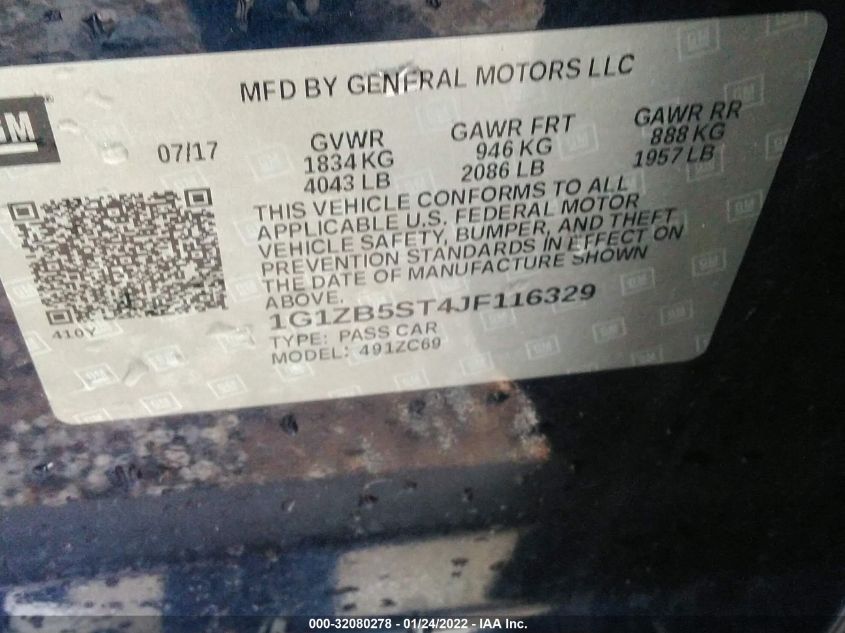 MFD BY GENERAL MOTORS LLC
GM
07/17
GVWR
1834 KG
4043 LB
GAWR FRT
946 KG
2086 LB
GAWR RR
888 KG
1957 LB
THIS VEHICLE CONFORMS TO ALL
APPLICABLE U.S. FEDERAL MOTOR
VEHICLE SAFETY, BUMPER, AND THEFT
PREVENTION STANDARDS IN EFFECT ON
THE DATE OF MANUFACTURE SHOWN
ABOVE.
1G1ZB5ST4JF116329
TYPE: PASS CAR
MODEL: 491ZC69
410Y
000-32080278 - 01/24/2022 - IAA Inc.